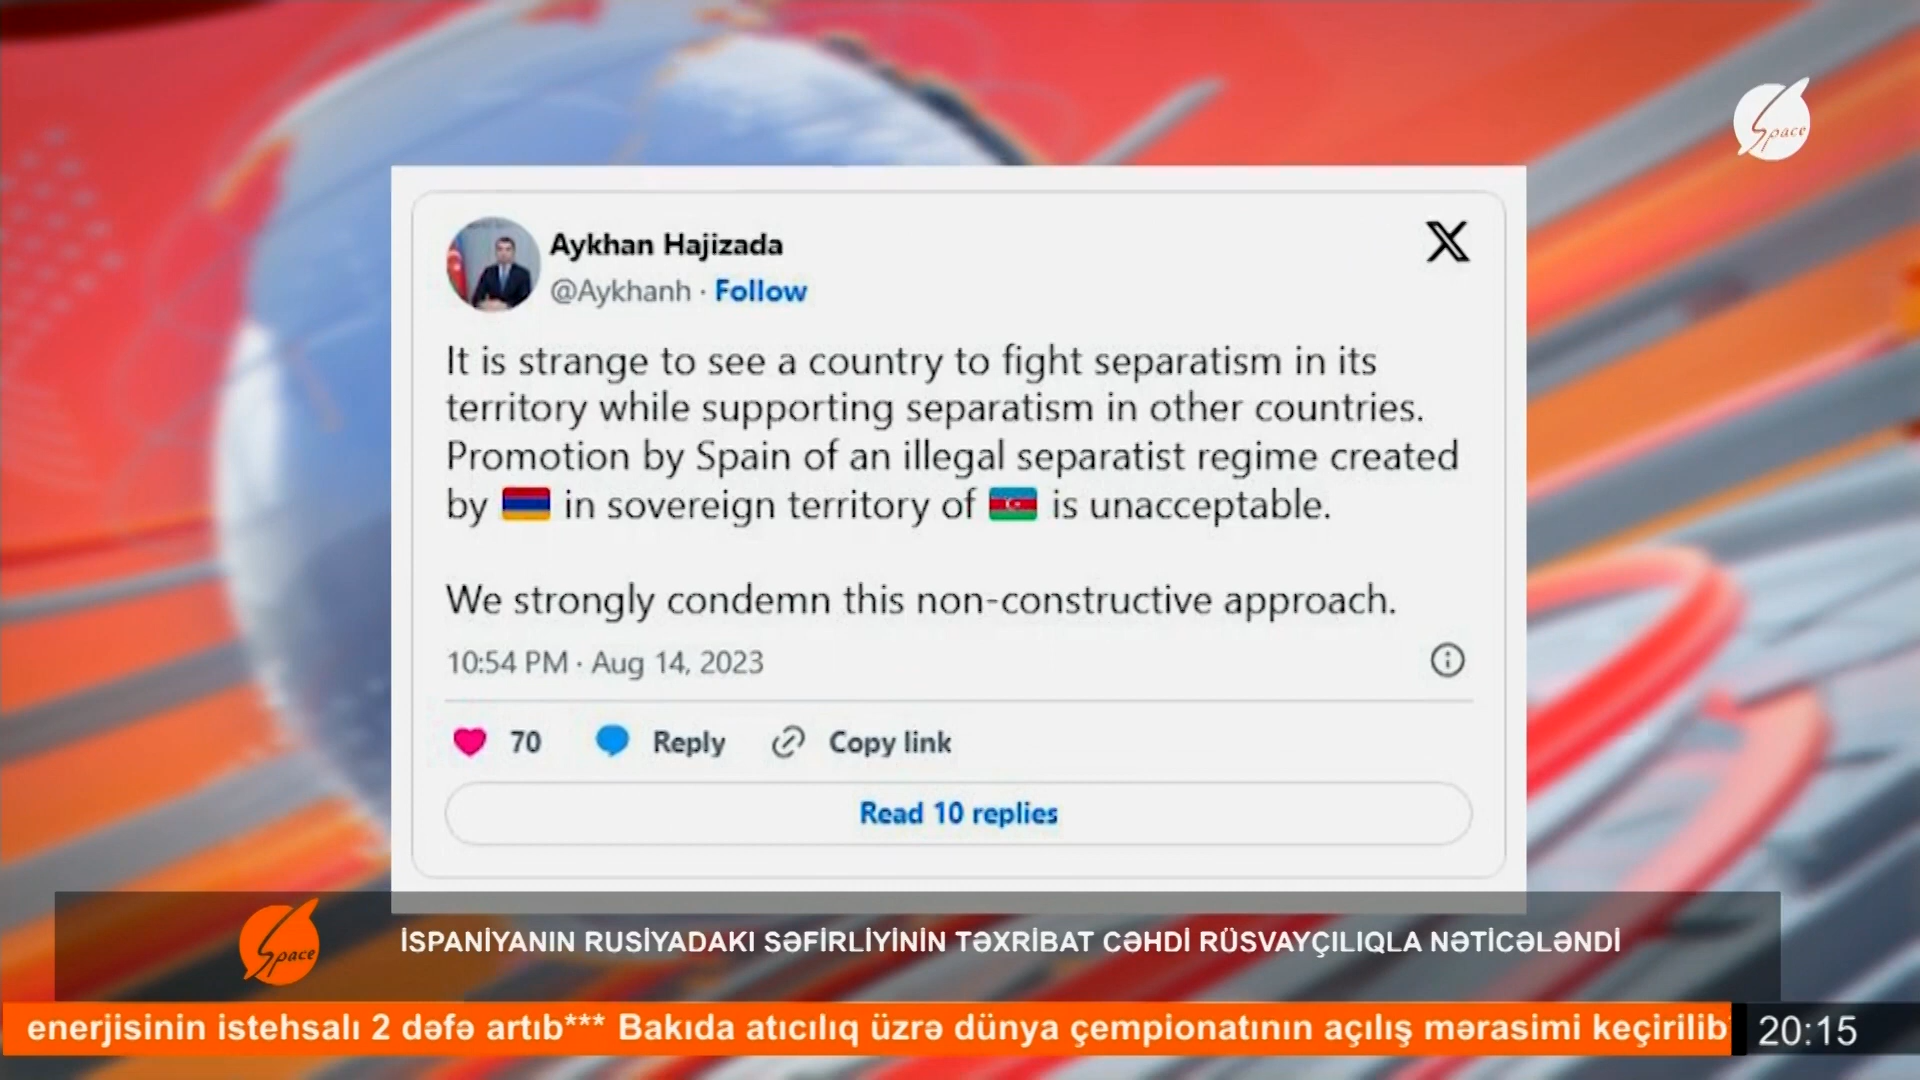 Space
Aykhan Hajizada
@Aykhanh · Follow
It is strange to see a country to fight separatism in its
territory while supporting separatism in other countries.
Promotion by Spain of an illegal separatist regime created
by 🇦🇲 in sovereign territory of 🇦🇿 is unacceptable.
We strongly condemn this non-constructive approach.
10:54 PM · Aug 14, 2023
70 Reply Copy link
Read 10 replies
Space
İSPANİYANIN RUSİYADAKI SƏFİRLİYİNİN TƏXRİBAT CƏHDİ RÜSVAYÇILIQLA NƏTİCƏLƏNDİ
enerjisinin istehsalı 2 dəfə artıb*** Bakıda atıcılıq üzrə dünya çempionatının açılış mərasimi keçirilib
20:15